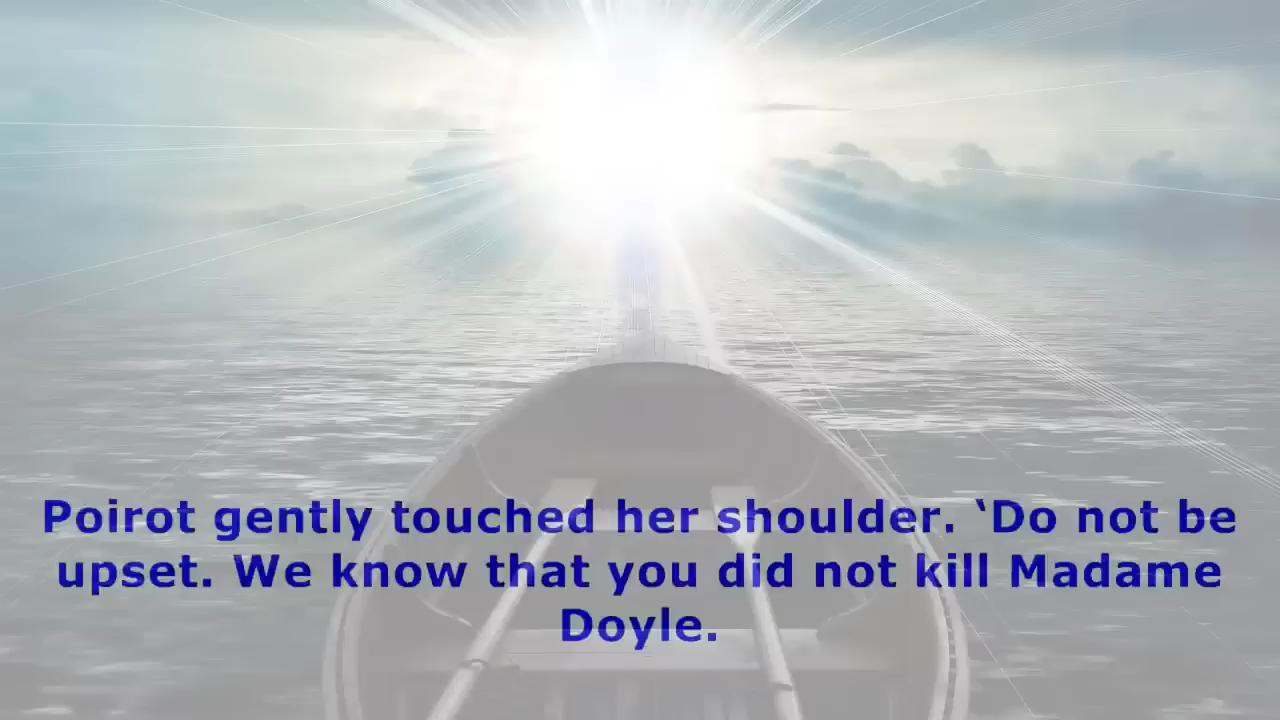 Poirot gently touched her shoulder. ‘Do not be
upset. We know that you did not kill Madame
Doyle.